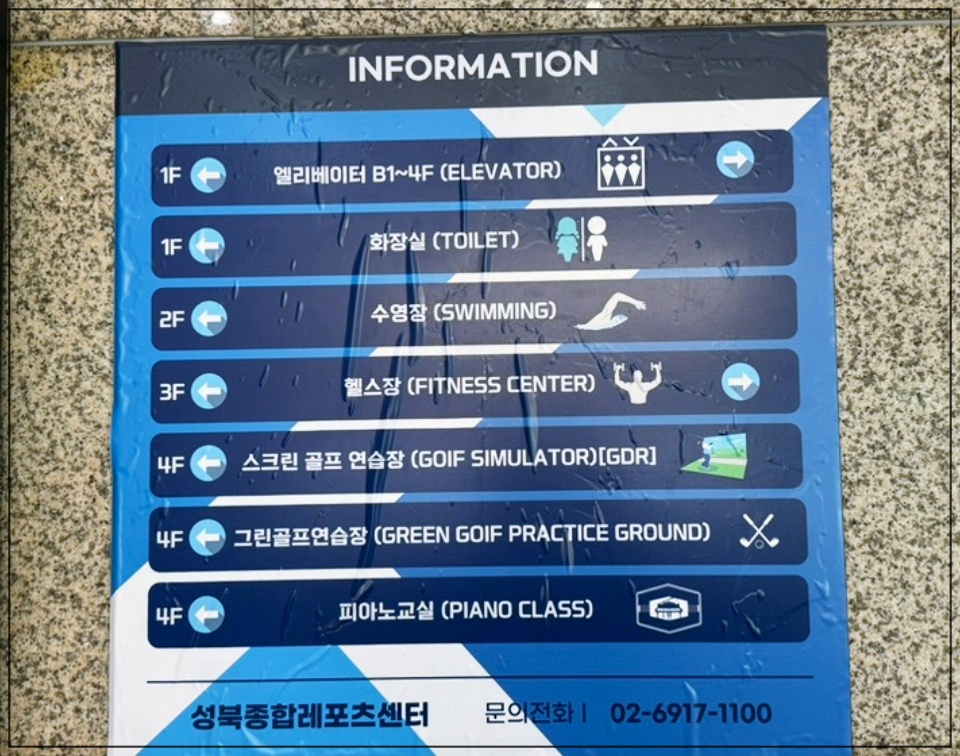 INFORMATION
1F 엘리베이터 B1~4F (ELEVATOR)
1F 화장실 (TOILET)
2F 수영장 (SWIMMING)
3F 헬스장 (FITNESS CENTER)
4F 스크린 골프 연습장 (GOIF SIMULATOR)[GDR]
4F 그린골프연습장 (GREEN GOIF PRACTICE GROUND)
4F 피아노교실 (PIANO CLASS)
성북종합레포츠센터 문의전화 | 02-6917-1100